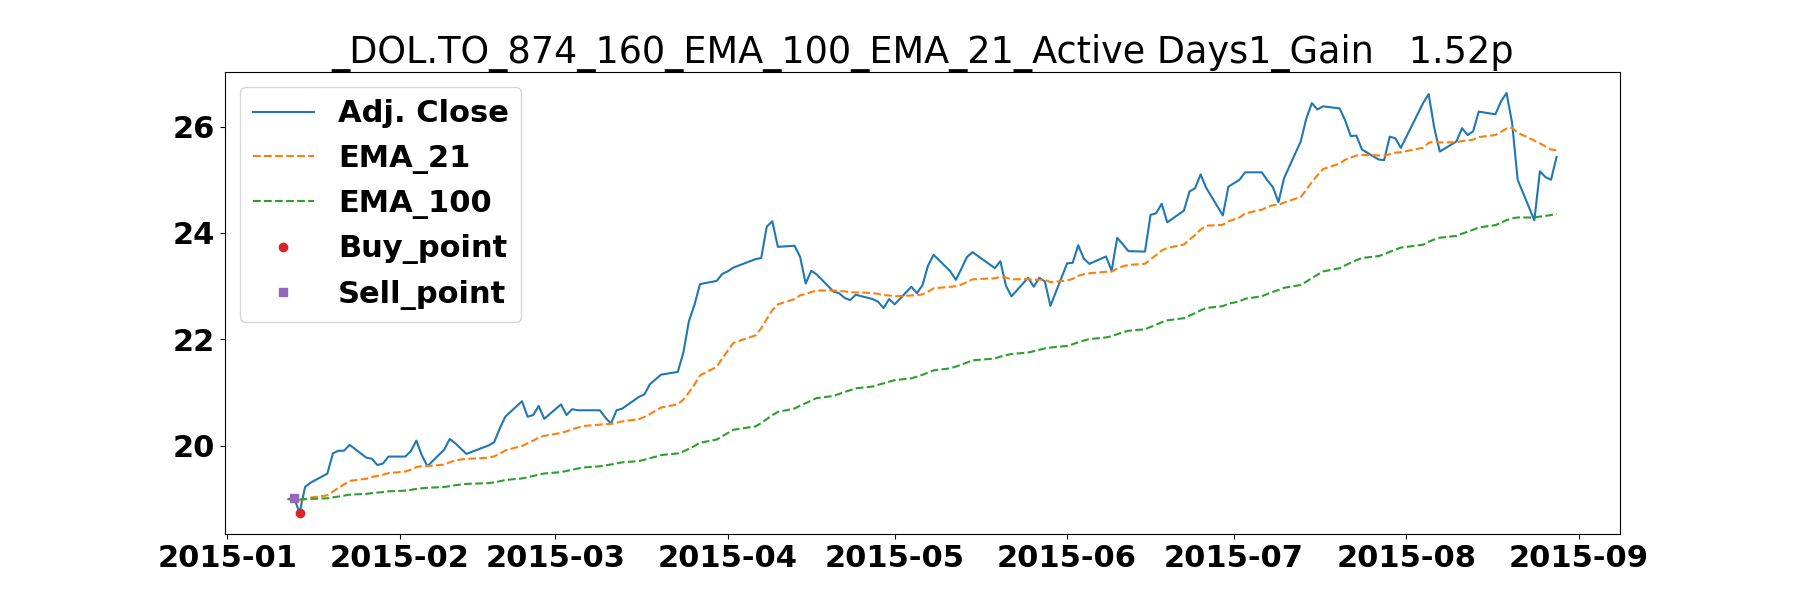 _DOL.TO_874_160_EMA_100_EMA_21_Active Days1_Gain   1.52p
Adj. Close
EMA_21
EMA_100
Buy_point
Sell_point
26
24
22
20
2015-01 2015-02 2015-03 2015-04 2015-05 2015-06 2015-07 2015-08 2015-09